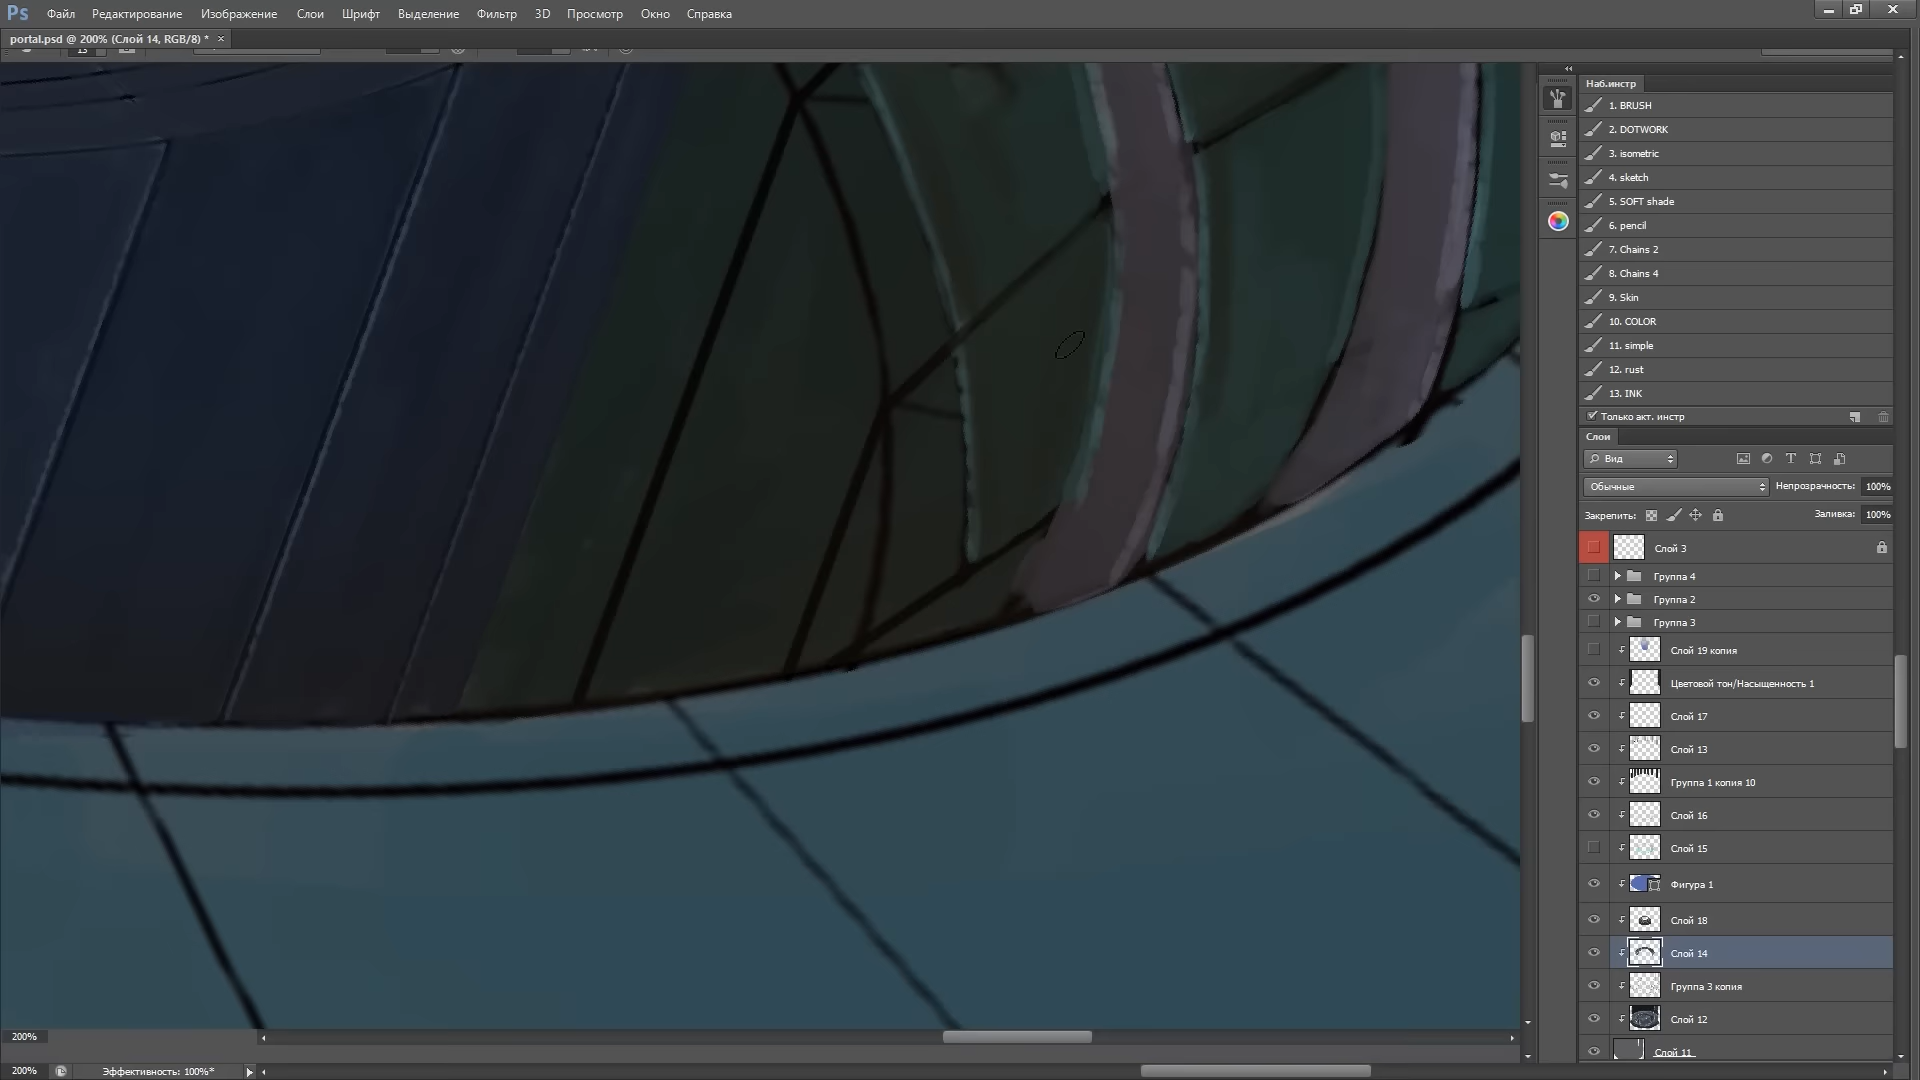 Ps Файл Редактирование Изображение Слои Шрифт Выделение Фильтр 3D Просмотр Окно Справка
portal.psd @ 200% (Слой 14, RGB/8) * ×
13
Наб.инстр
1. BRUSH
2. DOTWORK
3. isometric
4. sketch
5. SOFT shade
6. pencil
7. Chains 2
8. Chains 4
9. Skin
10. COLOR
11. simple
12. rust
13. INK
Только акт. инстр
Слои
Вид
Обычные Непрозрачность: 100%
Закрепить: Заливка: 100%
Слой 3
Группа 4
Группа 2
Группа 3
Слой 19 копия
Цветовой тон/Насыщенность 1
Слой 17
Слой 13
Группа 1 копия 10
Слой 16
Слой 15
Фигура 1
Слой 18
Слой 14
Группа 3 копия
Слой 12
Слой 11
200%
200% Эффективность: 100%*